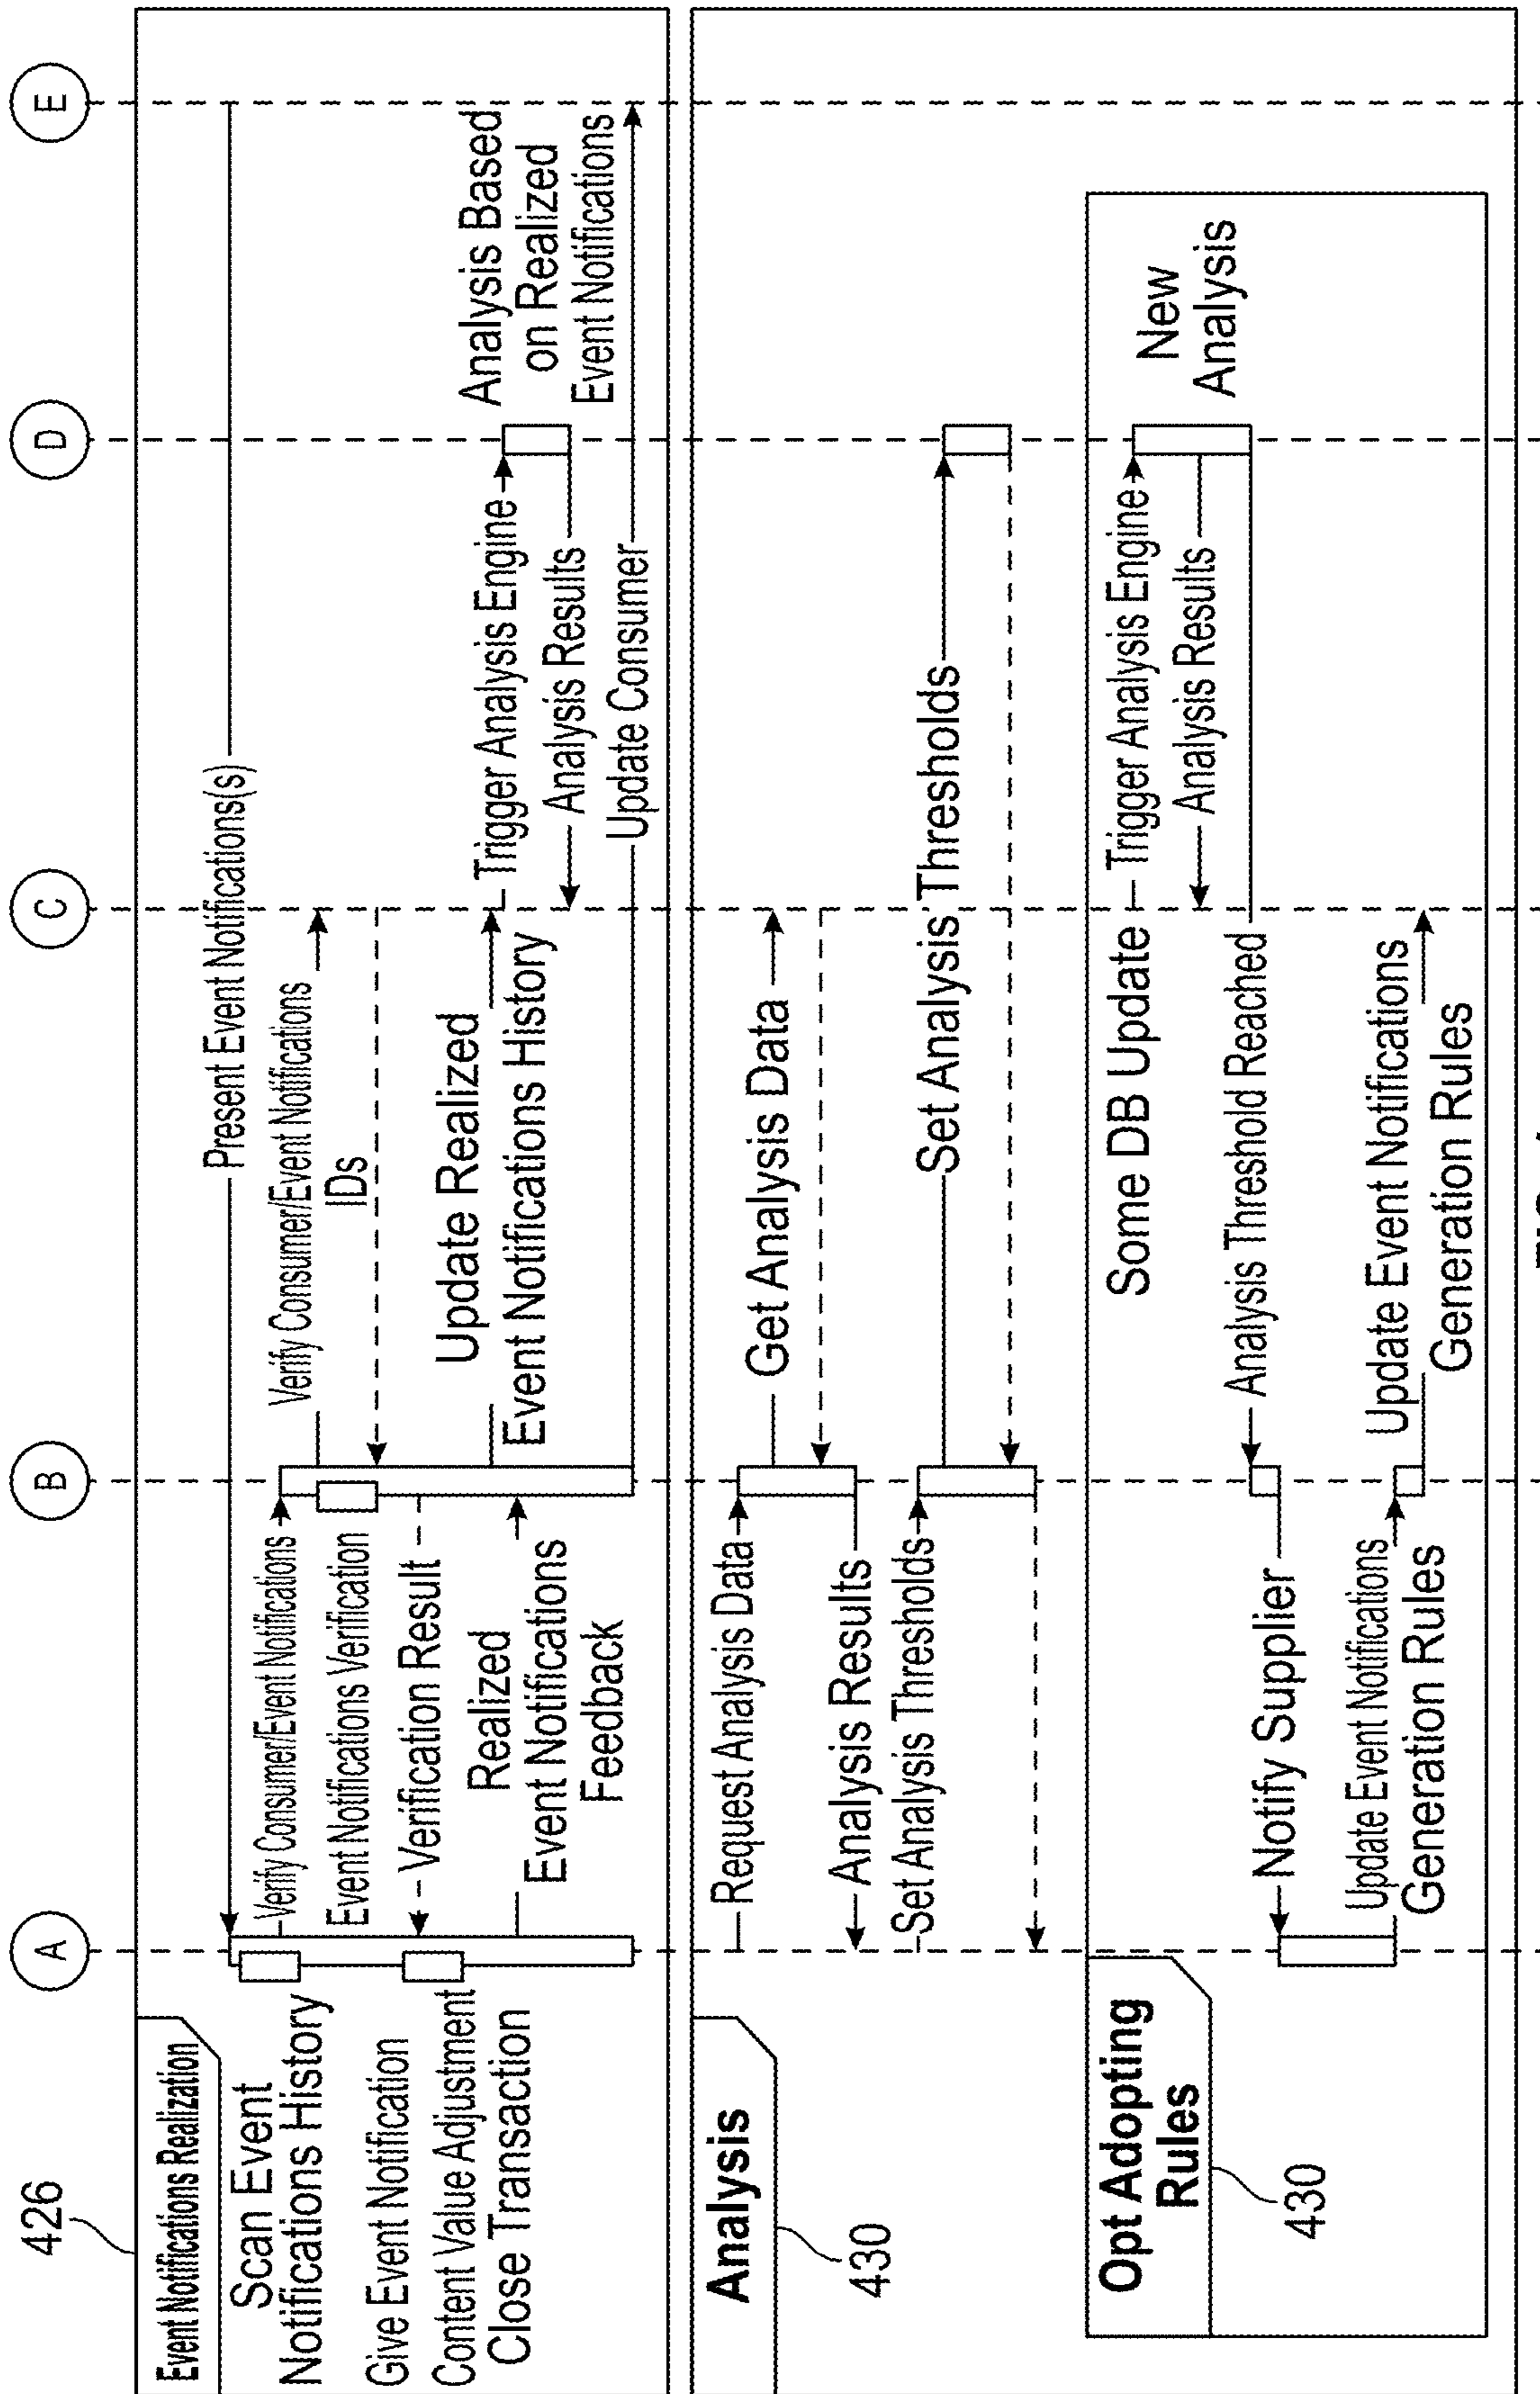 A
B
C
D
E
426
Event Notifications Realization
Present Event Notifications(s)
Scan Event
Notifications History
Verify Consumer/Event Notifications
Verify Consumer/Event Notifications
IDs
Event Notifications Verification
Give Event Notification
Content Value Adjustment
Close Transaction
Verification Result
Realized
Event Notifications
Feedback
Update Realized
Event Notifications History
Trigger Analysis Engine
Analysis Results
Update Consumer
Analysis Based
on Realized
Event Notifications
Analysis
430
Request Analysis Data
Get Analysis Data
Analysis Results
Set Analysis Thresholds
Set Analysis Thresholds
Opt Adopting
Rules
430
Some DB Update
Trigger Analysis Engine
Analysis Results
New
Analysis
Analysis Threshold Reached
Notify Supplier
Update Event Notifications
Generation Rules
Update Event Notifications
Generation Rules